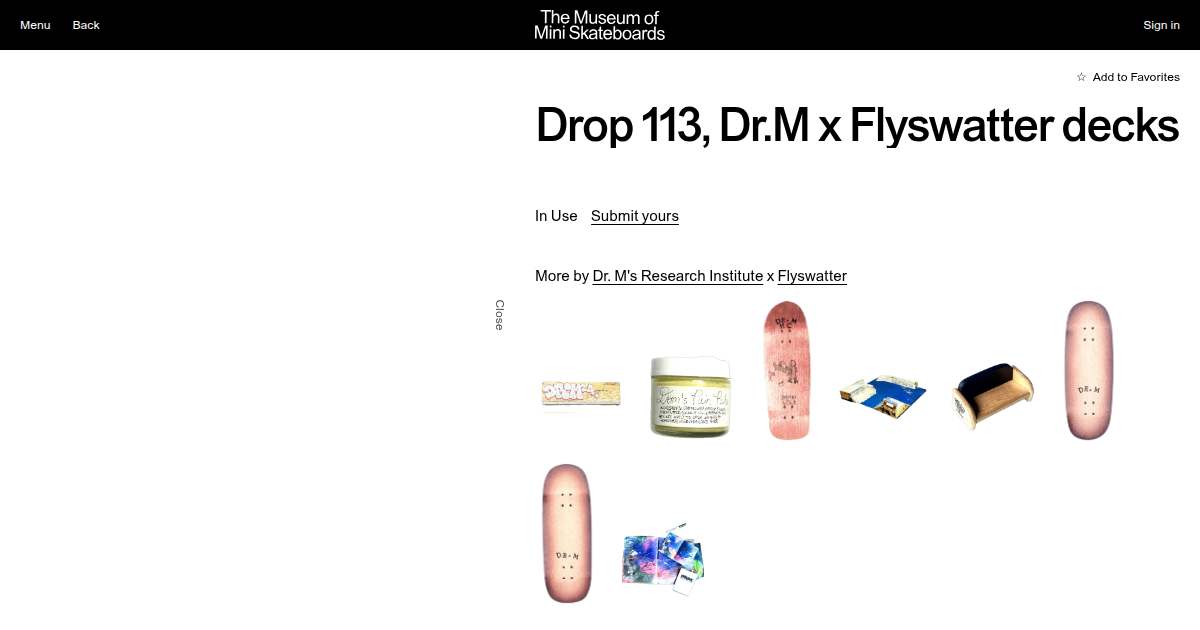 Menu
Back
The Museum of
Mini Skateboards
Sign in
☆ Add to Favorites
Drop 113, Dr.M x Flyswatter decks
In Use Submit yours
More by Dr. M's Research Institute x Flyswatter
Close
DR.M
DR.M
DR.M